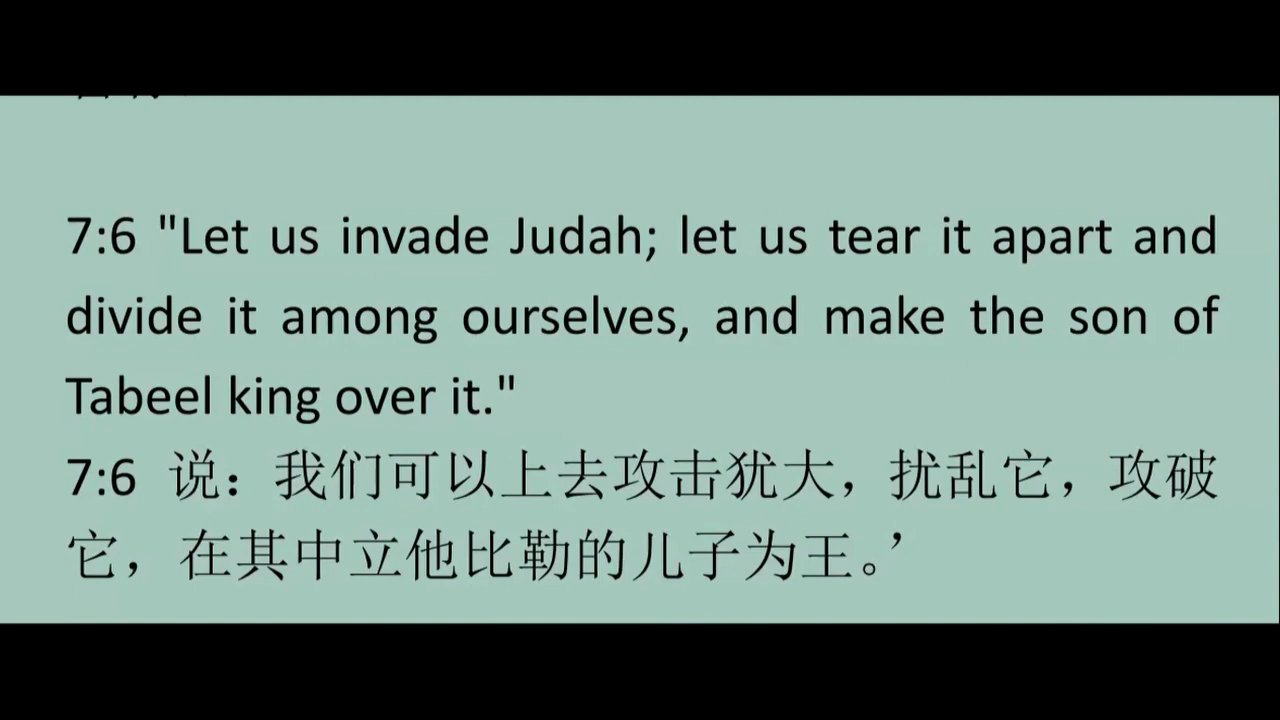 7:6 "Let us invade Judah; let us tear it apart and
divide it among ourselves, and make the son of
Tabeel king over it."
7:6 说：我们可以上去攻击犹大，扰乱它，攻破
它，在其中立他比勒的儿子为王。’